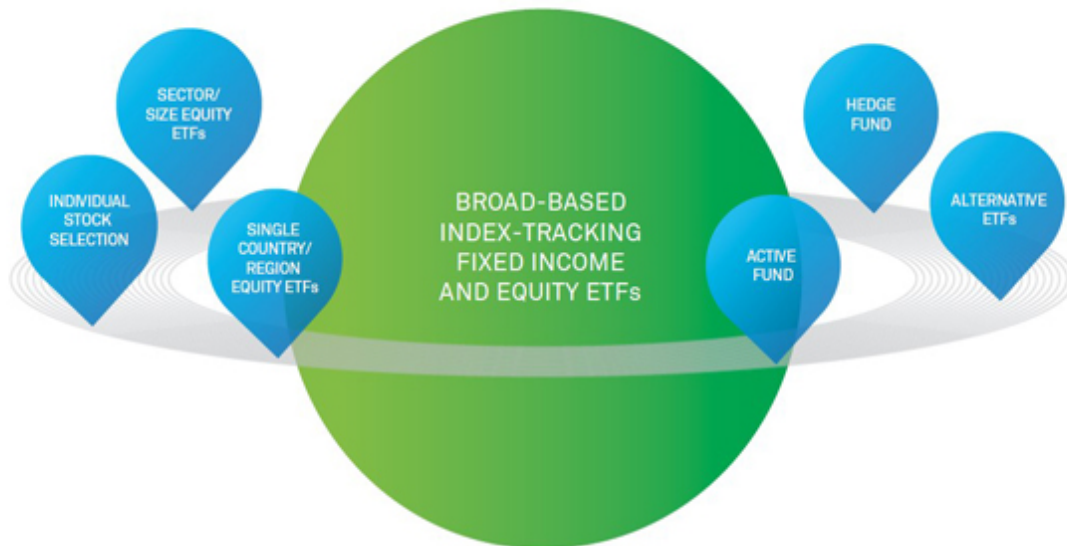 SECTOR/
SIZE EQUITY
ETFs
INDIVIDUAL
STOCK
SELECTION
SINGLE
COUNTRY/
REGION
EQUITY ETFs
BROAD-BASED
INDEX-TRACKING
FIXED INCOME
AND EQUITY ETFs
ACTIVE
FUND
HEDGE
FUND
ALTERNATIVE
ETFs